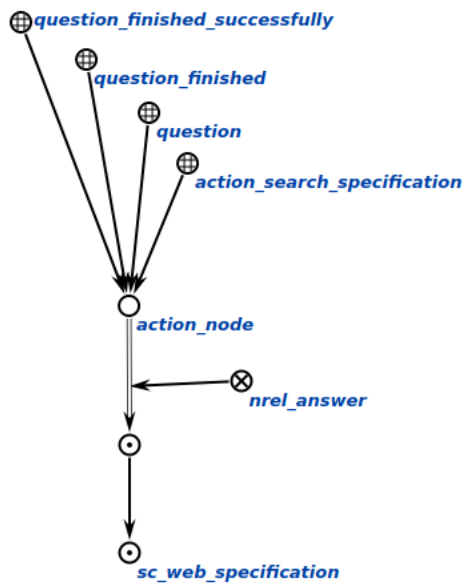 question_finished_successfully
question_finished
question
action_search_specification
action_node
nrel_answer
sc_web_specification